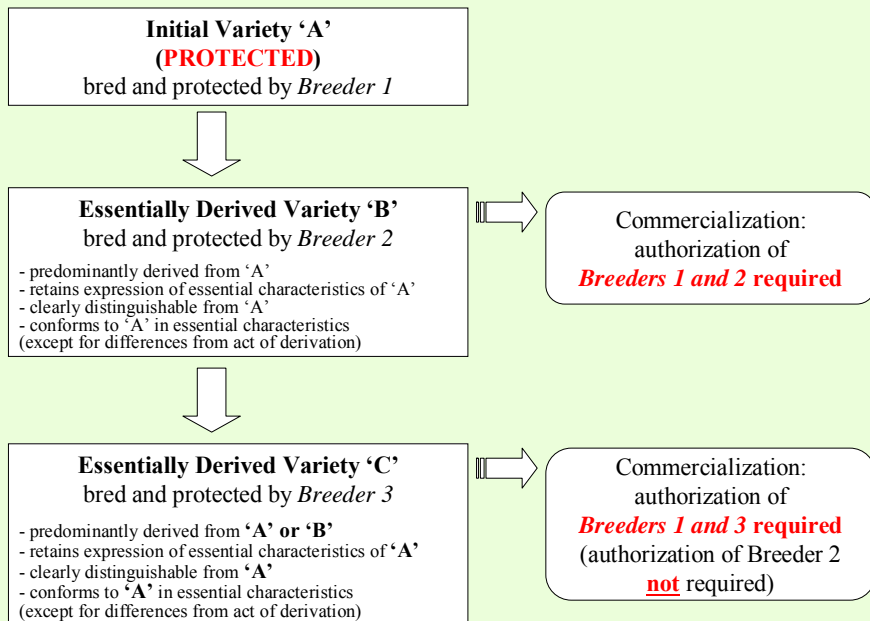 Initial Variety ‘A’
(PROTECTED)
bred and protected by Breeder 1
Essentially Derived Variety ‘B’
bred and protected by Breeder 2
- predominantly derived from ‘A’
- retains expression of essential characteristics of ‘A’
- clearly distinguishable from ‘A’
- conforms to ‘A’ in essential characteristics
(except for differences from act of derivation)
Commercialization:
authorization of
Breeders 1 and 2 required
Essentially Derived Variety ‘C’
bred and protected by Breeder 3
- predominantly derived from ‘A’ or ‘B’
- retains expression of essential characteristics of ‘A’
- clearly distinguishable from ‘A’
- conforms to ‘A’ in essential characteristics
(except for differences from act of derivation)
Commercialization:
authorization of
Breeders 1 and 3 required
(authorization of Breeder 2
not required)